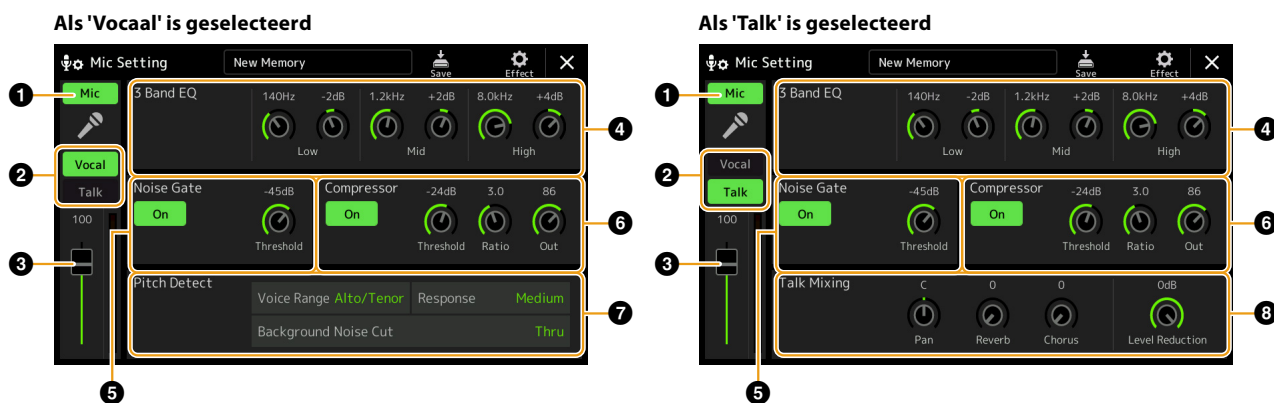 Als 'Vocaal' is geselecteerd
Mic Setting
New Memory
Save
Effect
1
Mic
2
Vocal
Talk
3
100
3 Band EQ
140Hz -2dB 1.2kHz +2dB 8.0kHz +4dB
Low Mid High
4
Noise Gate
On
-45dB
Threshold
5
Compressor
On
-24dB 3.0 86
Threshold Ratio Out
6
Pitch Detect
Voice Range Alto/Tenor Response Medium
Background Noise Cut Thru
7
Als 'Talk' is geselecteerd
Mic Setting
New Memory
Save
Effect
1
Mic
2
Vocal
Talk
3
100
3 Band EQ
140Hz -2dB 1.2kHz +2dB 8.0kHz +4dB
Low Mid High
4
Noise Gate
On
-45dB
Threshold
5
Compressor
On
-24dB 3.0 86
Threshold Ratio Out
6
Talk Mixing
C 0 0 0dB
Pan Reverb Chorus Level Reduction
8